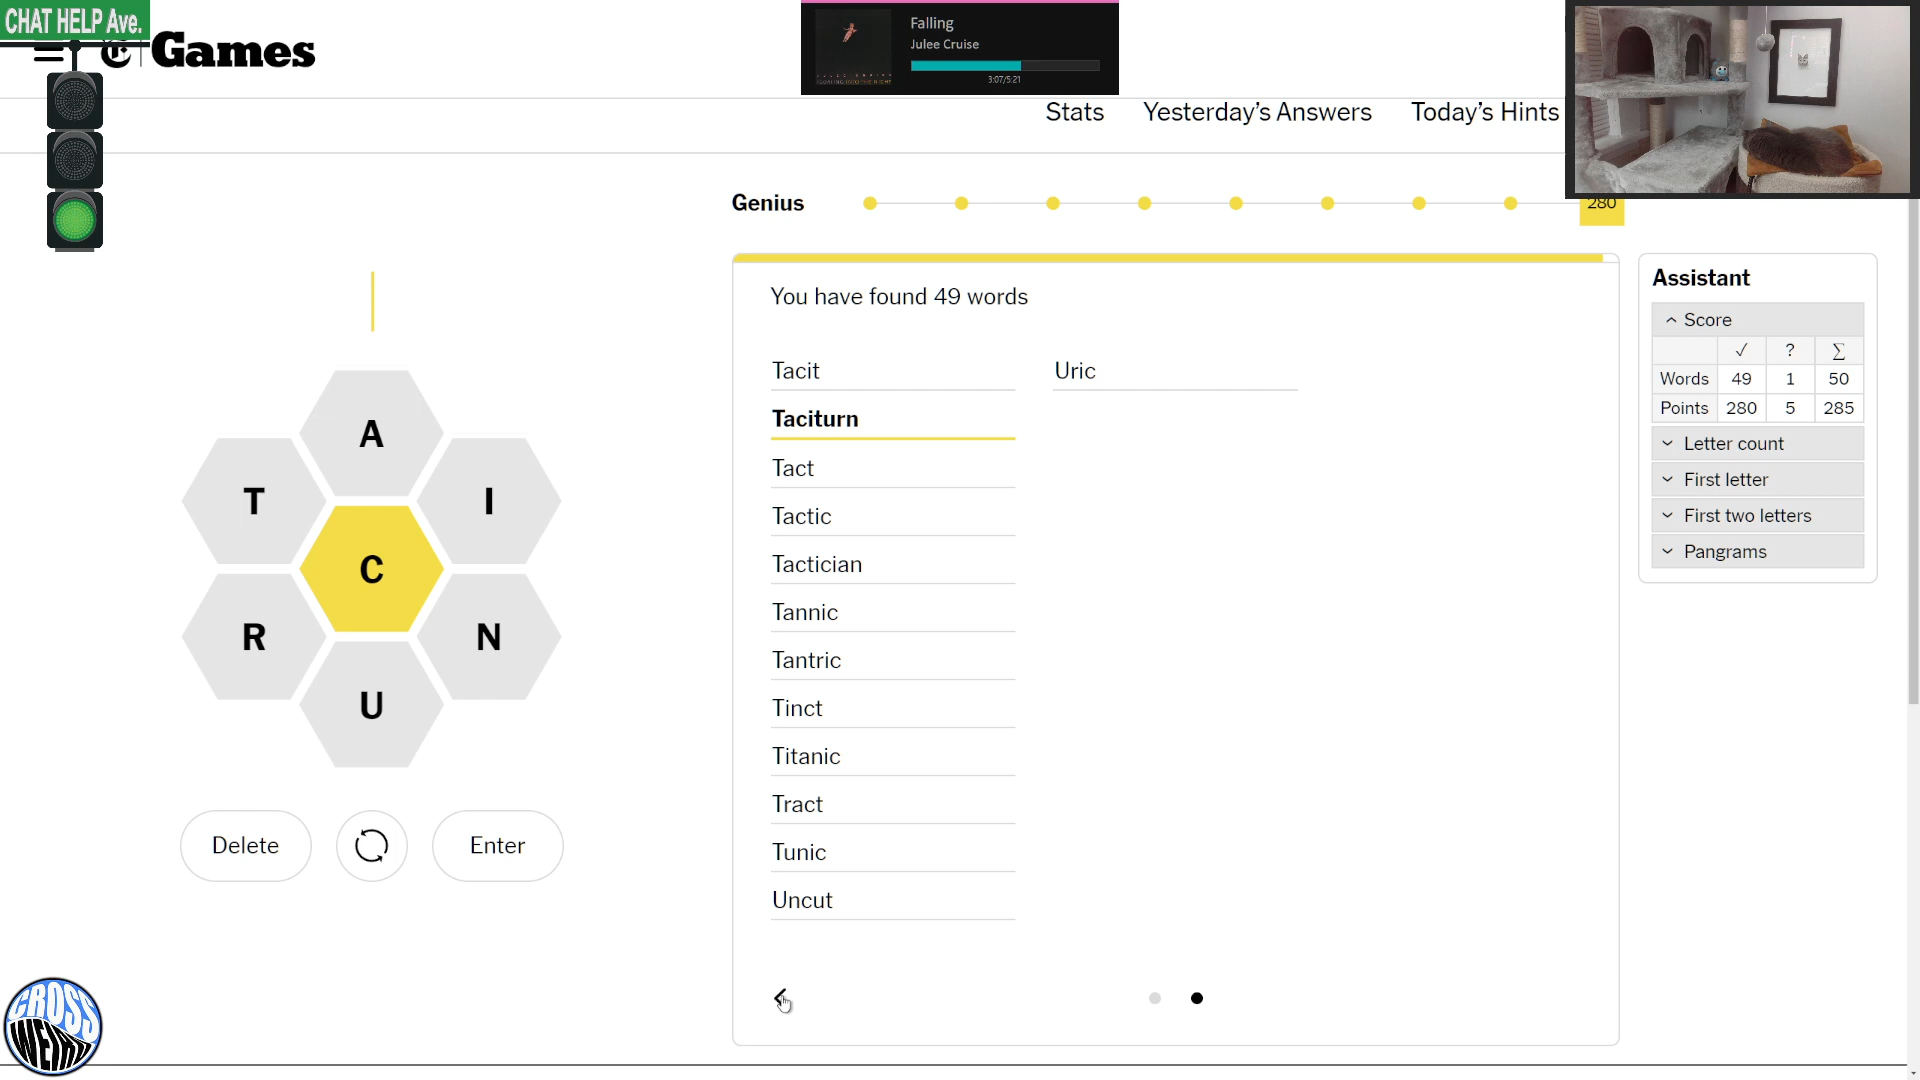 CHAT HELP Ave.
Games
Falling
Julee Cruise
3:07/5:21
Stats
Yesterday's Answers
Today's Hints
Genius
280
You have found 49 words
Tacit
Taciturn
Tact
Tactic
Tactician
Tannic
Tantric
Tinct
Titanic
Tract
Tunic
Uncut
Uric
A
T
I
C
R
N
U
Delete
Enter
Assistant
Score
✓ ? ∑
Words 49 1 50
Points 280 5 285
Letter count
First letter
First two letters
Pangrams
CROSS
WEIRD